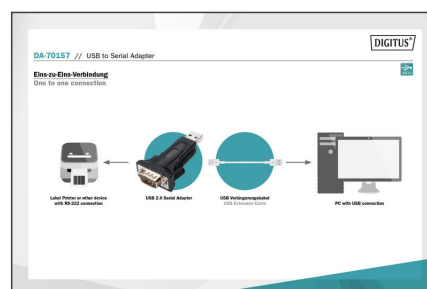 DIGITUS
DA-70157 // USB to Serial Adapter
Eins-zu-Eins-Verbindung
One to one connection
Label Printer or other device
with RS-232 connection
USB 2.0 Serial Adapter
USB Verlängerungskabel
USB Extension Cable
PC with USB connection